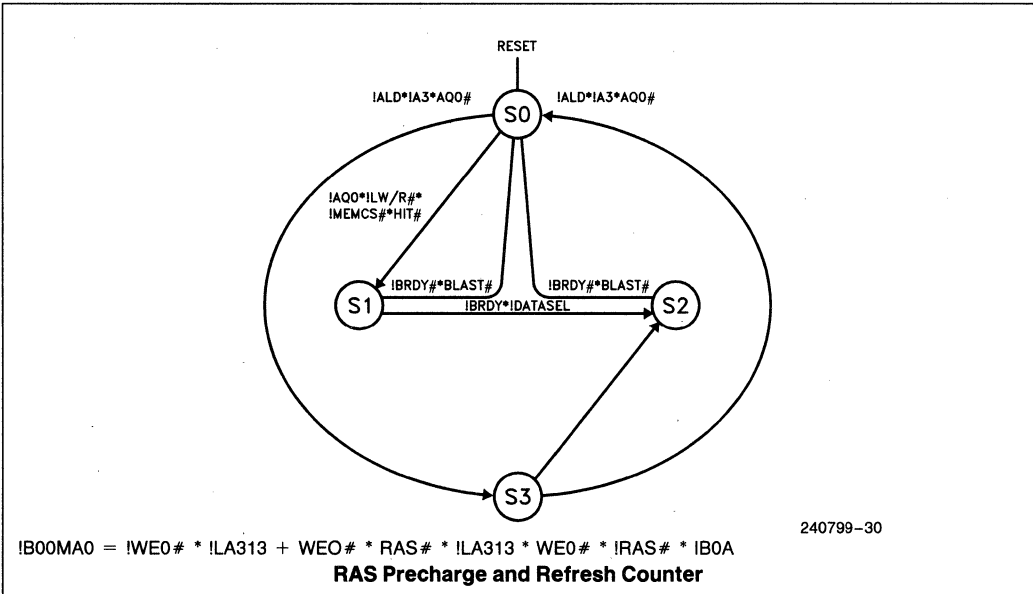 RESET
!ALD*!A3*AQ0#
!ALD*!A3*AQ0#
S0
!AQ0*!LW/R#*
!MEMCS#*HIT#
!BRDY#*BLAST#
!BRDY#*BLAST#
S1
!BRDY*!DATASEL
S2
S3
240799-30
!B00MA0 = !WE0# * !LA313 + WEO# * RAS# * !LA313 * WE0# * !RAS# * !B0A
RAS Precharge and Refresh Counter